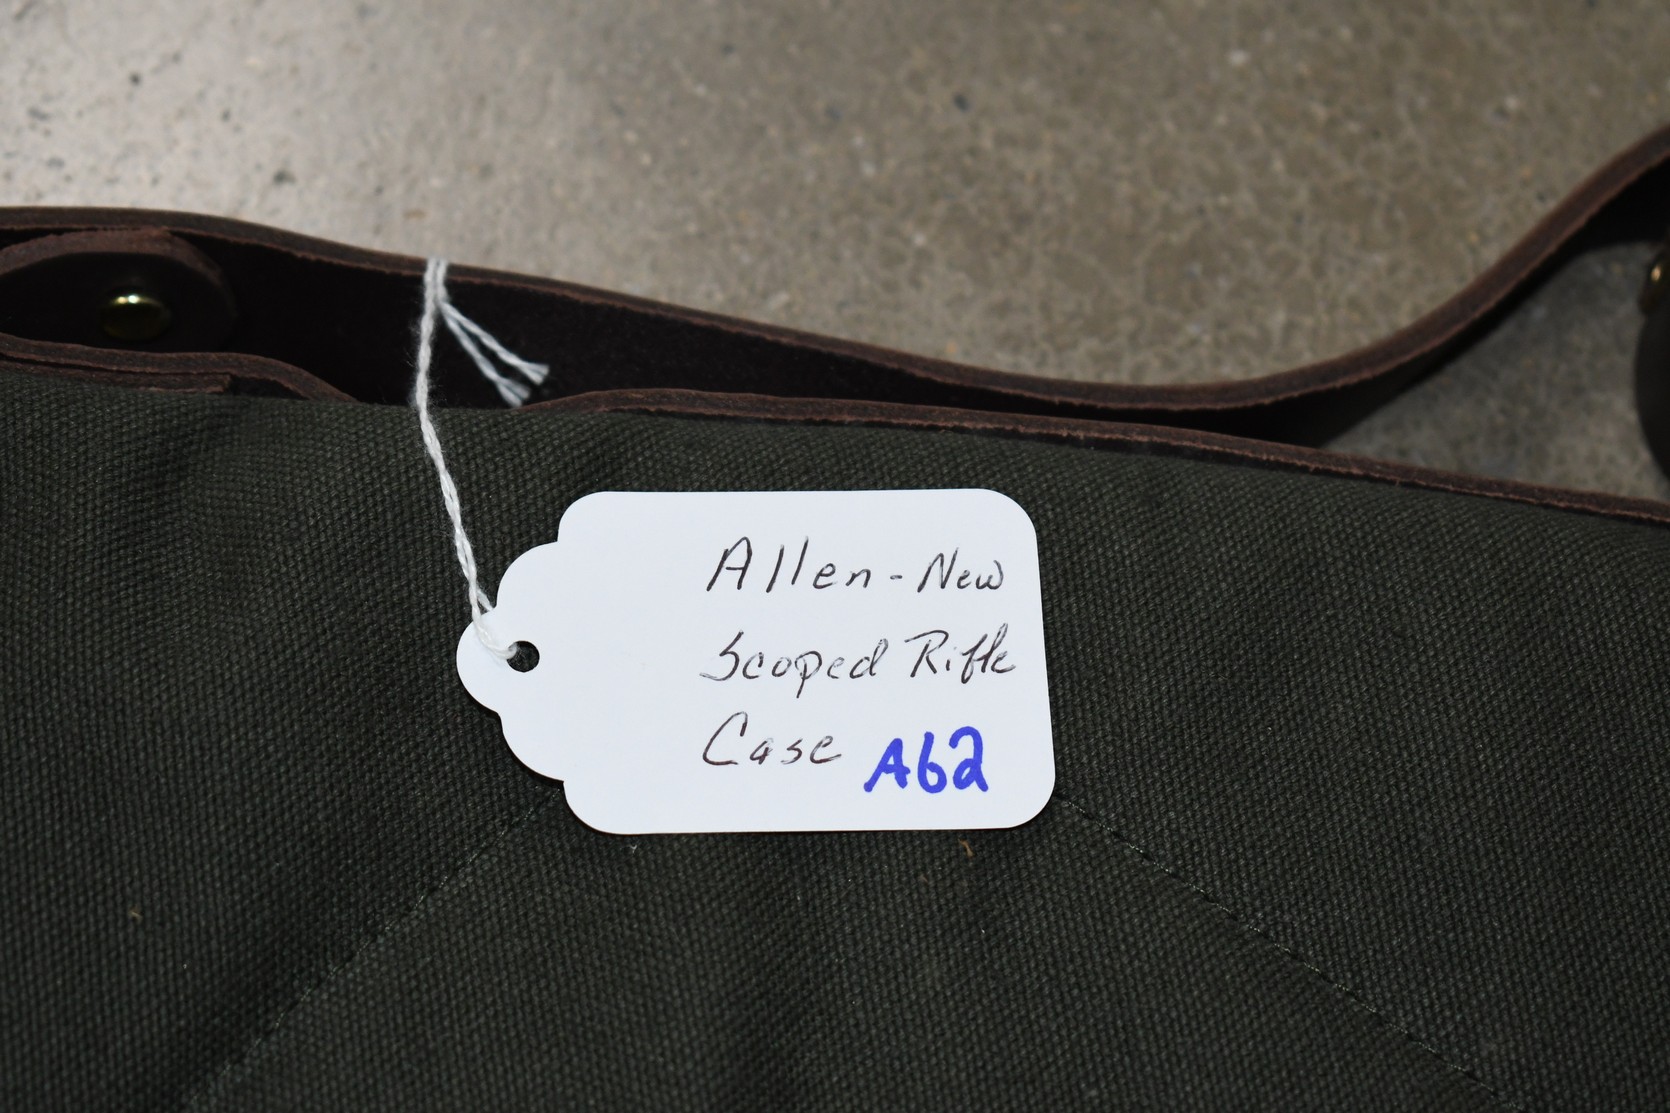 Allen - New
Scoped Rifle
Case A62